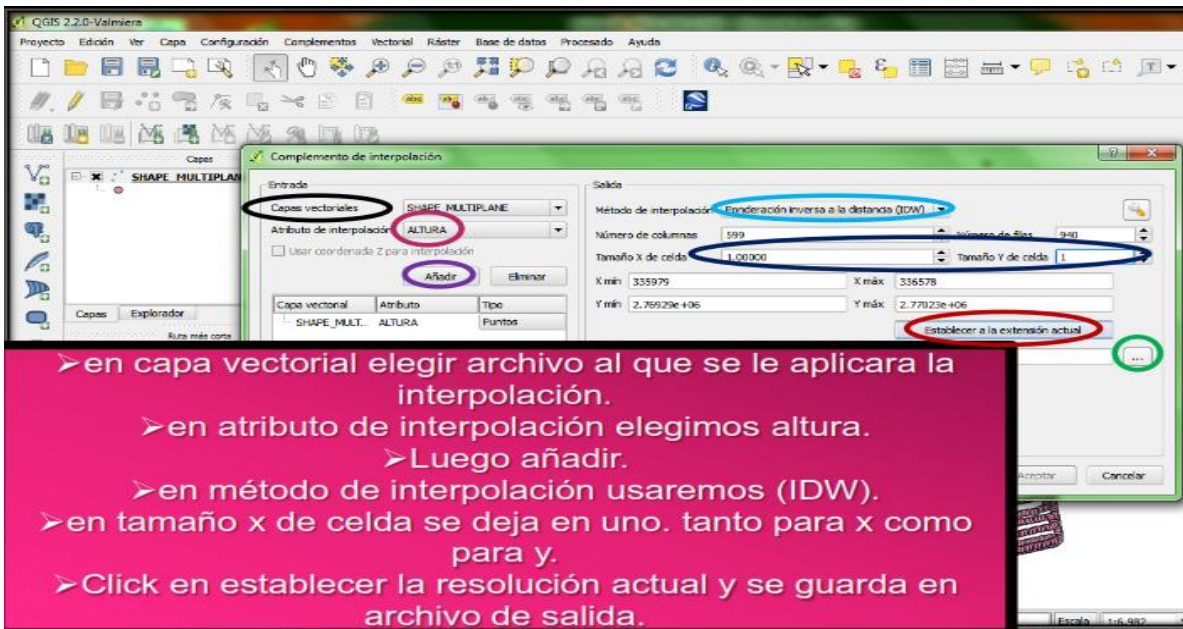 QGIS 2.2.0-Valmiera
Proyecto Edición Ver Capa Configuración Complementos Vectorial Ráster Base de datos Procesado Ayuda
Capas
SHAPE_MULTIPLAN
Capas Explorador
Ruta más corta
Complemento de interpolación
Entrada
Capas vectoriales SHAPE_MULTIPLANE
Atributo de interpolación ALTURA
Usar coordenada Z para interpolación
Añadir Eliminar
Capa vectorial Atributo Tipo
SHAPE_MULT... ALTURA Puntos
Salida
Método de interpolación Ponderación inversa a la distancia (IDW)
Número de columnas 599 Número de filas 940
Tamaño X de celda 1.00000 Tamaño Y de celda 1
X mín 335979 X máx 336578
Y mín 2.76929e+06 Y máx 2.77023e+06
Establecer a la extensión actual
...
Aceptar Cancelar
➢en capa vectorial elegir archivo al que se le aplicara la
interpolación.
➢en atributo de interpolación elegimos altura.
➢Luego añadir.
➢en método de interpolación usaremos (IDW).
➢en tamaño x de celda se deja en uno. tanto para x como
para y.
➢Click en establecer la resolución actual y se guarda en
archivo de salida.
Escala 1:6.982